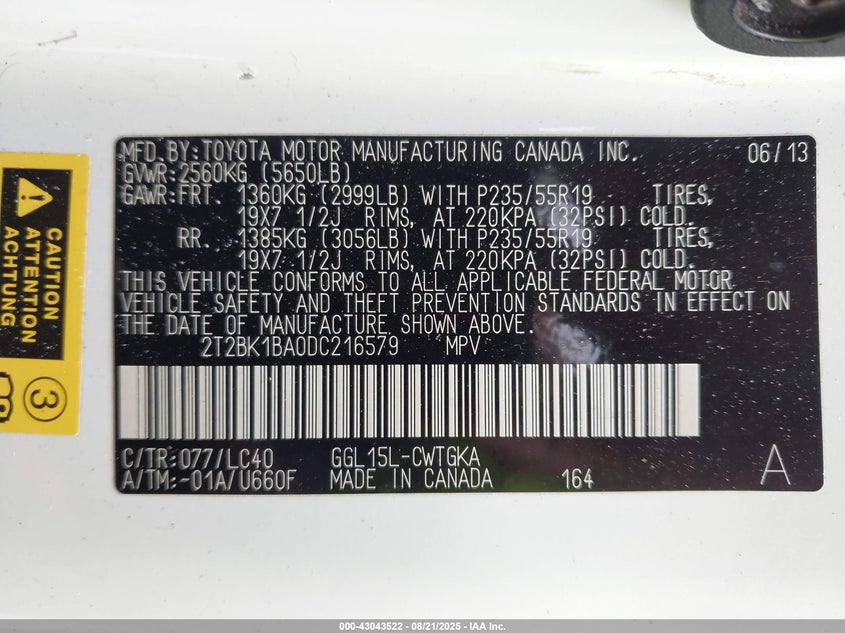 MFD.BY:TOYOTA MOTOR MANUFACTURING CANADA INC. 06/13
GVWR:2560KG (5650LB)
GAWR:FRT. 1360KG (2999LB) WITH P235/55R19 TIRES,
19X7 1/2J RIMS, AT 220KPA (32PSI) COLD.
RR. 1385KG (3056LB) WITH P235/55R19 TIRES,
19X7 1/2J RIMS, AT 220KPA (32PSI) COLD.
THIS VEHICLE CONFORMS TO ALL APPLICABLE FEDERAL MOTOR
VEHICLE SAFETY AND THEFT PREVENTION STANDARDS IN EFFECT ON
THE DATE OF MANUFACTURE SHOWN ABOVE.
2T2BK1BA0DC216579 MPV
C/TR:077/LC40 GGL15L-CWTGKA
A/TM:-01A/U660F MADE IN CANADA 164 A
CAUTION
ATTENTION
ACHTUNG
3
000-43043522 - 08/21/2025 - IAA Inc.